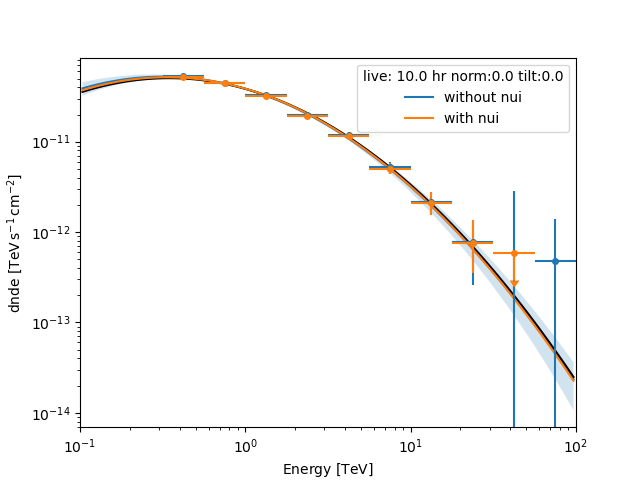 live: 10.0 hr norm:0.0 tilt:0.0
without nui
with nui
dnde [TeV s⁻¹ cm⁻²]
10⁻¹¹
10⁻¹²
10⁻¹³
10⁻¹⁴
10⁻¹ 10⁰ 10¹ 10²
Energy [TeV]